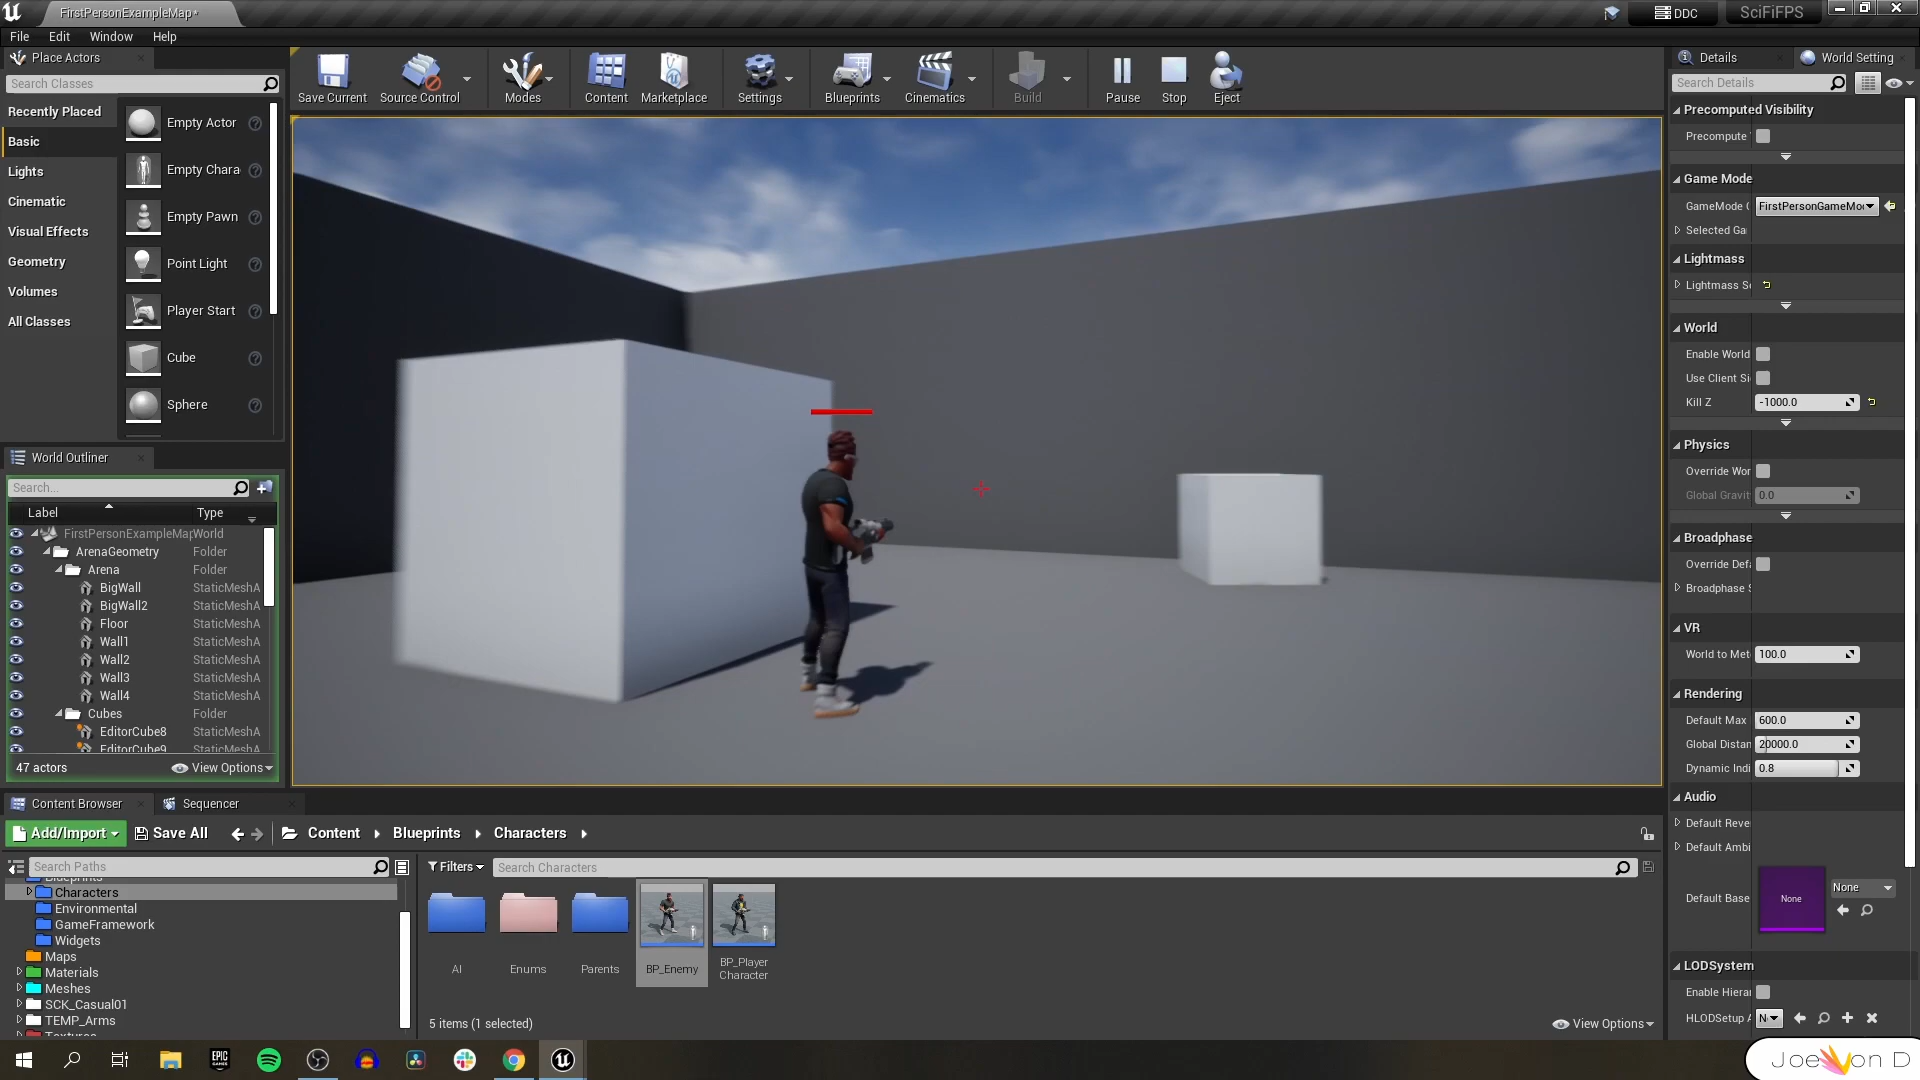 FirstPersonExampleMap*
DDC
SciFiFPS
File
Edit
Window
Help
Place Actors
Search Classes
Recently Placed
Basic
Lights
Cinematic
Visual Effects
Geometry
Volumes
All Classes
Empty Actor
Empty Chara
Empty Pawn
Point Light
Player Start
Cube
Sphere
Save Current
Source Control
Modes
Content
Marketplace
Settings
Blueprints
Cinematics
Build
Pause
Stop
Eject
World Outliner
Search...
Label
Type
FirstPersonExampleMap World
ArenaGeometry Folder
Arena Folder
BigWall StaticMeshA
BigWall2 StaticMeshA
Floor StaticMeshA
Wall1 StaticMeshA
Wall2 StaticMeshA
Wall3 StaticMeshA
Wall4 StaticMeshA
Cubes Folder
EditorCube8 StaticMeshA
EditorCube9 StaticMeshA
47 actors
View Options
Details
World Setting
Search Details
Precomputed Visibility
Precompute
Game Mode
GameMode FirstPersonGameMo
Selected Ga
Lightmass
Lightmass S
World
Enable World
Use Client Si
Kill Z -1000.0
Physics
Override Wor
Global Gravit 0.0
Broadphase
Override Defa
Broadphase S
VR
World to Met 100.0
Rendering
Default Max 600.0
Global Distan 20000.0
Dynamic Indi 0.8
Audio
Default Reve
Default Ambi
Default Base None None
LODSystem
Enable Hierar
HLODSetup A N
Content Browser
Sequencer
Add/Import
Save All
Content
Blueprints
Characters
Search Paths
Filters
Search Characters
Blueprints
Characters
Environmental
GameFramework
Widgets
Maps
Materials
Meshes
SCK_Casual01
TEMP_Arms
Textures
AI
Enums
Parents
BP_Enemy
BP_Player
Character
5 items (1 selected)
View Options
EPIC
GAMES
Joe on D